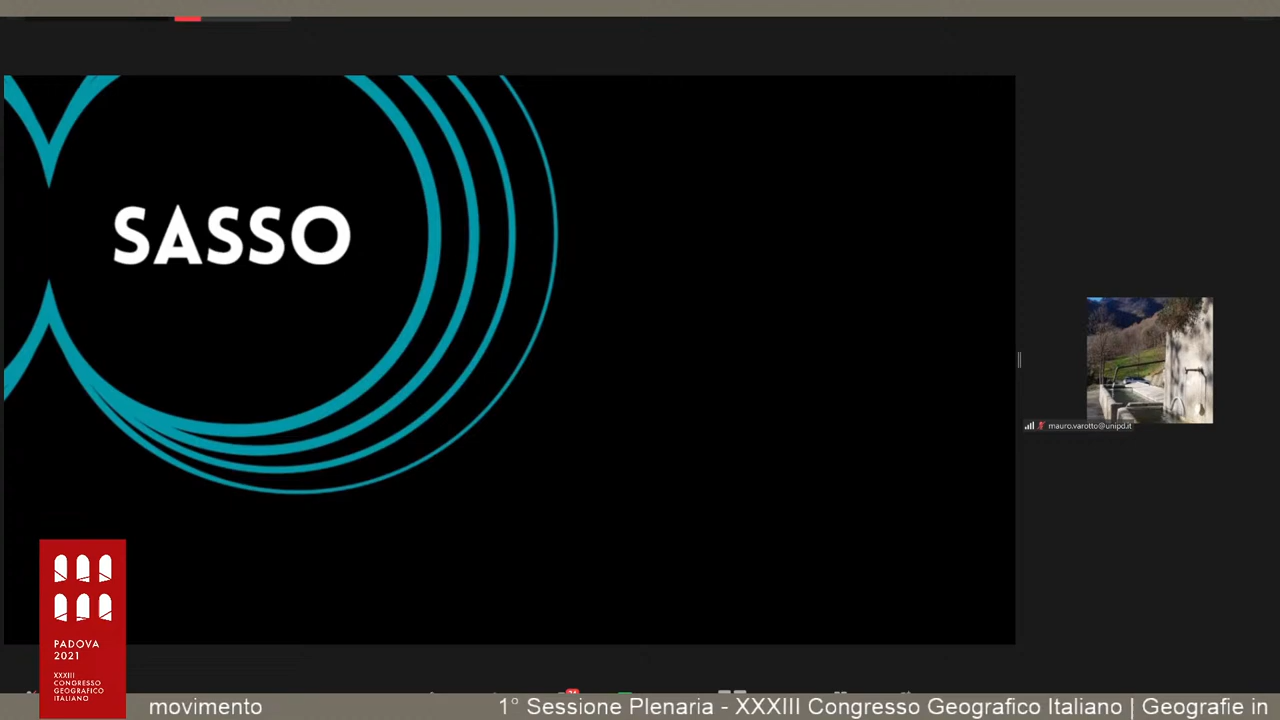 SASSO
mauro.varotto@unipd.it
PADOVA
2021
XXXIII
CONGRESSO
GEOGRAFICO
ITALIANO
movimento
1° Sessione Plenaria - XXXIII Congresso Geografico Italiano | Geografie in